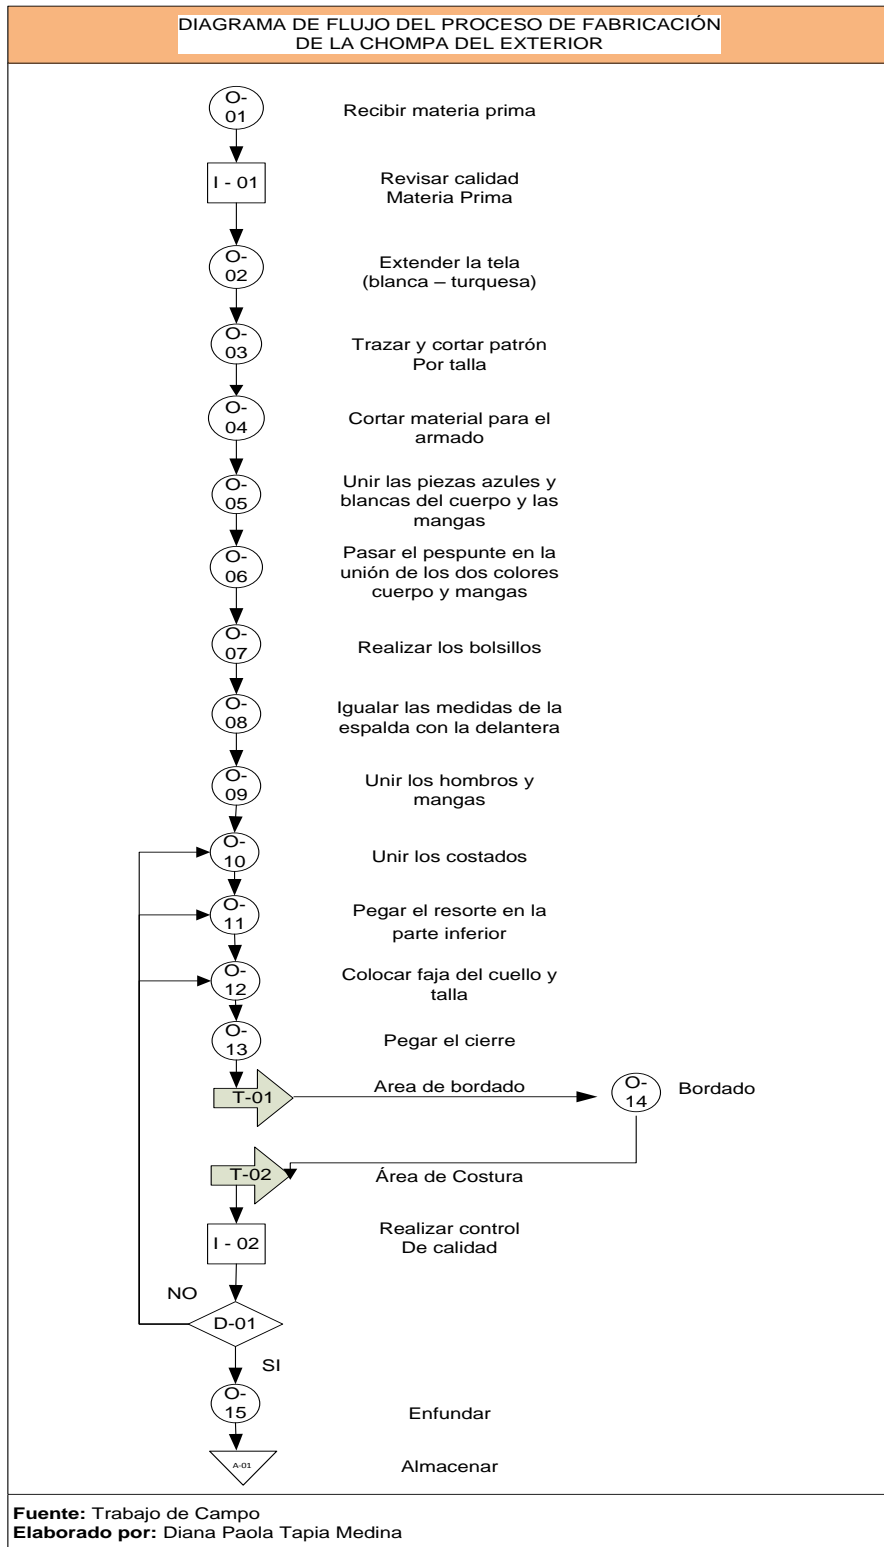 DIAGRAMA DE FLUJO DEL PROCESO DE FABRICACIÓN
DE LA CHOMPA DEL EXTERIOR
O-
01
Recibir materia prima
I - 01
Revisar calidad
Materia Prima
O-
02
Extender la tela
(blanca – turquesa)
O-
03
Trazar y cortar patrón
Por talla
O-
04
Cortar material para el
armado
O-
05
Unir las piezas azules y
blancas del cuerpo y las
mangas
O-
06
Pasar el pespunte en la
unión de los dos colores
cuerpo y mangas
O-
07
Realizar los bolsillos
O-
08
Igualar las medidas de la
espalda con la delantera
O-
09
Unir los hombros y
mangas
O-
10
Unir los costados
O-
11
Pegar el resorte en la
parte inferior
O-
12
Colocar faja del cuello y
talla
O-
13
Pegar el cierre
T-01
Area de bordado
O-
14
Bordado
T-02
Área de Costura
I - 02
Realizar control
De calidad
NO
D-01
SI
O-
15
Enfundar
A-01
Almacenar
Fuente: Trabajo de Campo
Elaborado por: Diana Paola Tapia Medina